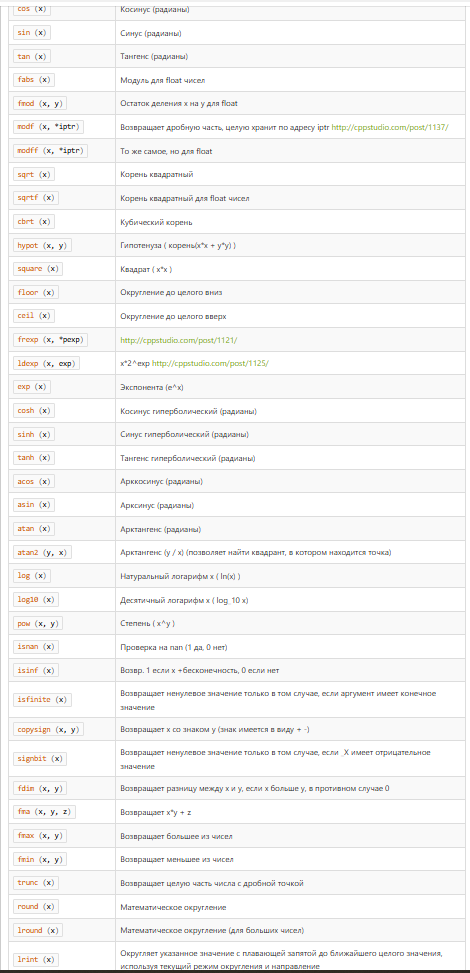 cos (x) Косинус (радианы)
sin (x) Синус (радианы)
tan (x) Тангенс (радианы)
fabs (x) Модуль для float чисел
fmod (x, y) Остаток деления x на y для float
modf (x, *iptr) Возвращает дробную часть, целую хранит по адресу iptr http://cppstudio.com/post/1137/
modff (x, *iptr) То же самое, но для float
sqrt (x) Корень квадратный
sqrtf (x) Корень квадратный для float чисел
cbrt (x) Кубический корень
hypot (x, y) Гипотенуза ( корень(x*x + y*y) )
square (x) Квадрат ( x*x )
floor (x) Округление до целого вниз
ceil (x) Округление до целого вверх
frexp (x, *pexp) http://cppstudio.com/post/1121/
ldexp (x, exp) x*2^exp http://cppstudio.com/post/1125/
exp (x) Экспонента (e^x)
cosh (x) Косинус гиперболический (радианы)
sinh (x) Синус гиперболический (радианы)
tanh (x) Тангенс гиперболический (радианы)
acos (x) Арккосинус (радианы)
asin (x) Арксинус (радианы)
atan (x) Арктангенс (радианы)
atan2 (y, x) Арктангенс (y / x) (позволяет найти квадрант, в котором находится точка)
log (x) Натуральный логарифм х ( ln(x) )
log10 (x) Десятичный логарифм x ( log_10 x)
pow (x, y) Степень ( x^y )
isnan (x) Проверка на nan (1 да, 0 нет)
isinf (x) Возвр. 1 если x +бесконечность, 0 если нет
isfinite (x) Возвращает ненулевое значение только в том случае, если аргумент имеет конечное
значение
copysign (x, y) Возвращает x со знаком y (знак имеется в виду + -)
signbit (x) Возвращает ненулевое значение только в том случае, если _X имеет отрицательное
значение
fdim (x, y) Возвращает разницу между x и y, если x больше y, в противном случае 0
fma (x, y, z) Возвращает x*y + z
fmax (x, y) Возвращает большее из чисел
fmin (x, y) Возвращает меньшее из чисел
trunc (x) Возвращает целую часть числа с дробной точкой
round (x) Математическое округление
lround (x) Математическое округление (для больших чисел)
lrint (x) Округляет указанное значение с плавающей запятой до ближайшего целого значения,
используя текущий режим округления и направление